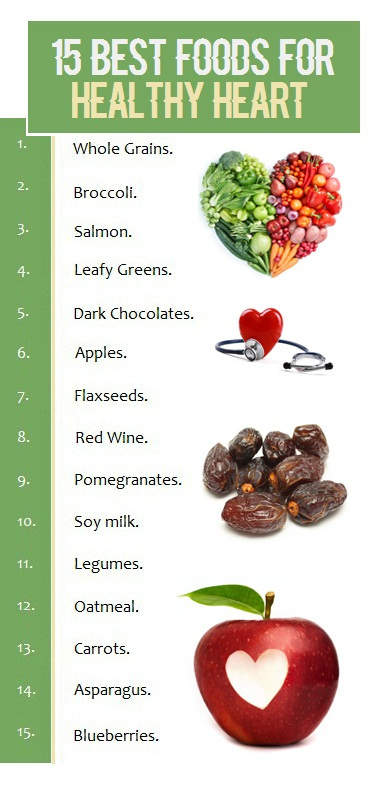 15 BEST FOODS FOR
HEALTHY HEART
1. Whole Grains.
2. Broccoli.
3. Salmon.
4. Leafy Greens.
5. Dark Chocolates.
6. Apples.
7. Flaxseeds.
8. Red Wine.
9. Pomegranates.
10. Soy milk.
11. Legumes.
12. Oatmeal.
13. Carrots.
14. Asparagus.
15. Blueberries.